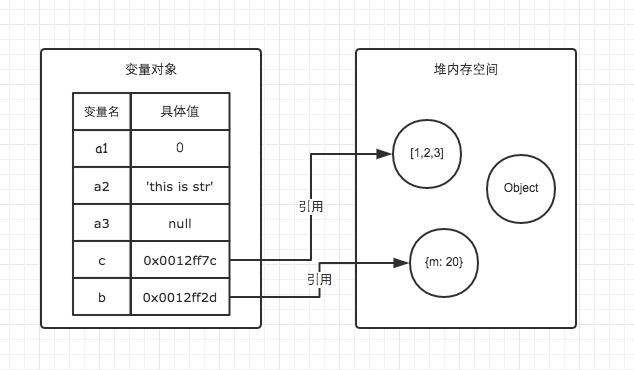 变量对象
变量名 具体值
a1 0
a2 'this is str'
a3 null
c 0x0012ff7c
b 0x0012ff2d
引用
引用
堆内存空间
[1,2,3]
Object
{m: 20}